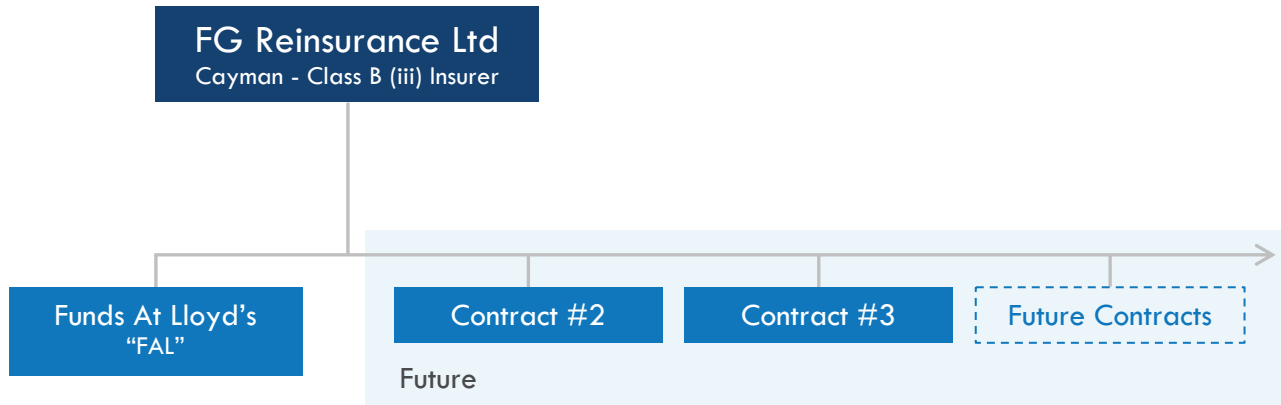 FG Reinsurance Ltd
Cayman - Class B (iii) Insurer
Funds At Lloyd’s
“FAL”
Contract #2
Contract #3
Future Contracts
Future